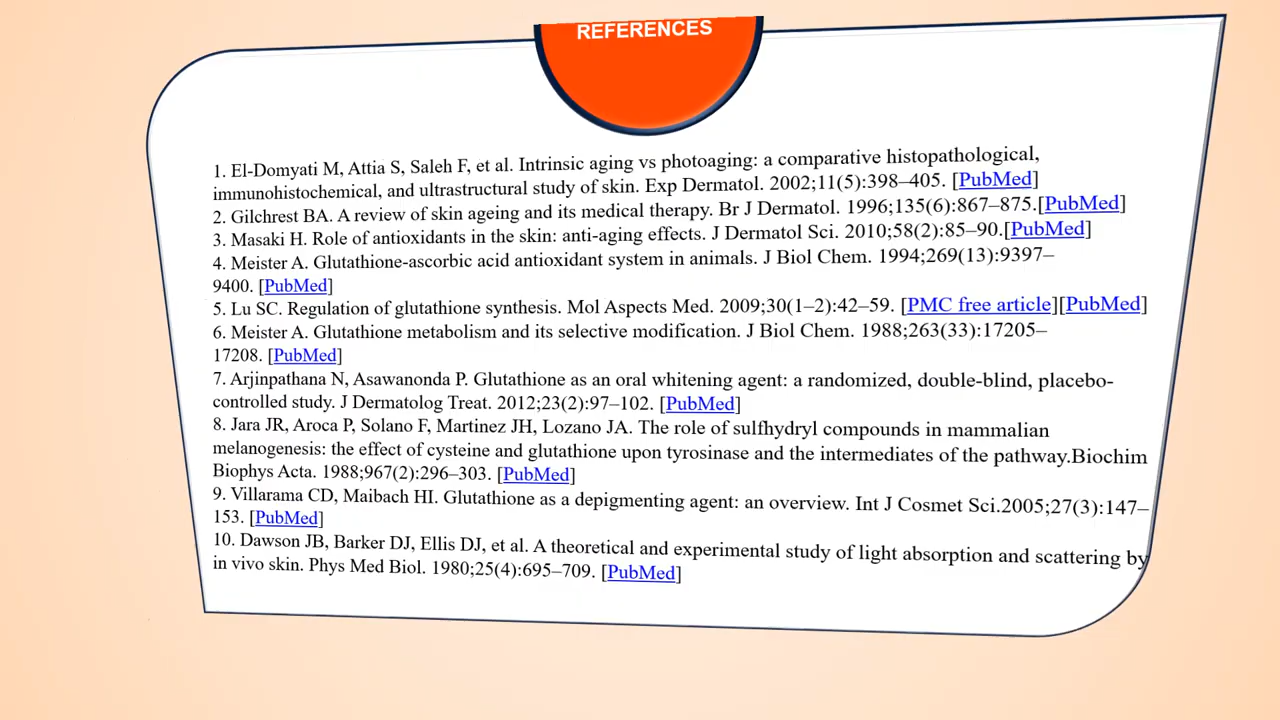 REFERENCES
1. El-Domyati M, Attia S, Saleh F, et al. Intrinsic aging vs photoaging: a comparative histopathological,
immunohistochemical, and ultrastructural study of skin. Exp Dermatol. 2002;11(5):398–405. [PubMed]
2. Gilchrest BA. A review of skin ageing and its medical therapy. Br J Dermatol. 1996;135(6):867–875.[PubMed]
3. Masaki H. Role of antioxidants in the skin: anti-aging effects. J Dermatol Sci. 2010;58(2):85–90.[PubMed]
4. Meister A. Glutathione-ascorbic acid antioxidant system in animals. J Biol Chem. 1994;269(13):9397–
9400. [PubMed]
5. Lu SC. Regulation of glutathione synthesis. Mol Aspects Med. 2009;30(1–2):42–59. [PMC free article][PubMed]
6. Meister A. Glutathione metabolism and its selective modification. J Biol Chem. 1988;263(33):17205–
17208. [PubMed]
7. Arjinpathana N, Asawanonda P. Glutathione as an oral whitening agent: a randomized, double-blind, placebo-
controlled study. J Dermatolog Treat. 2012;23(2):97–102. [PubMed]
8. Jara JR, Aroca P, Solano F, Martinez JH, Lozano JA. The role of sulfhydryl compounds in mammalian
melanogenesis: the effect of cysteine and glutathione upon tyrosinase and the intermediates of the pathway.Biochim
Biophys Acta. 1988;967(2):296–303. [PubMed]
9. Villarama CD, Maibach HI. Glutathione as a depigmenting agent: an overview. Int J Cosmet Sci.2005;27(3):147–
153. [PubMed]
10. Dawson JB, Barker DJ, Ellis DJ, et al. A theoretical and experimental study of light absorption and scattering by
in vivo skin. Phys Med Biol. 1980;25(4):695–709. [PubMed]